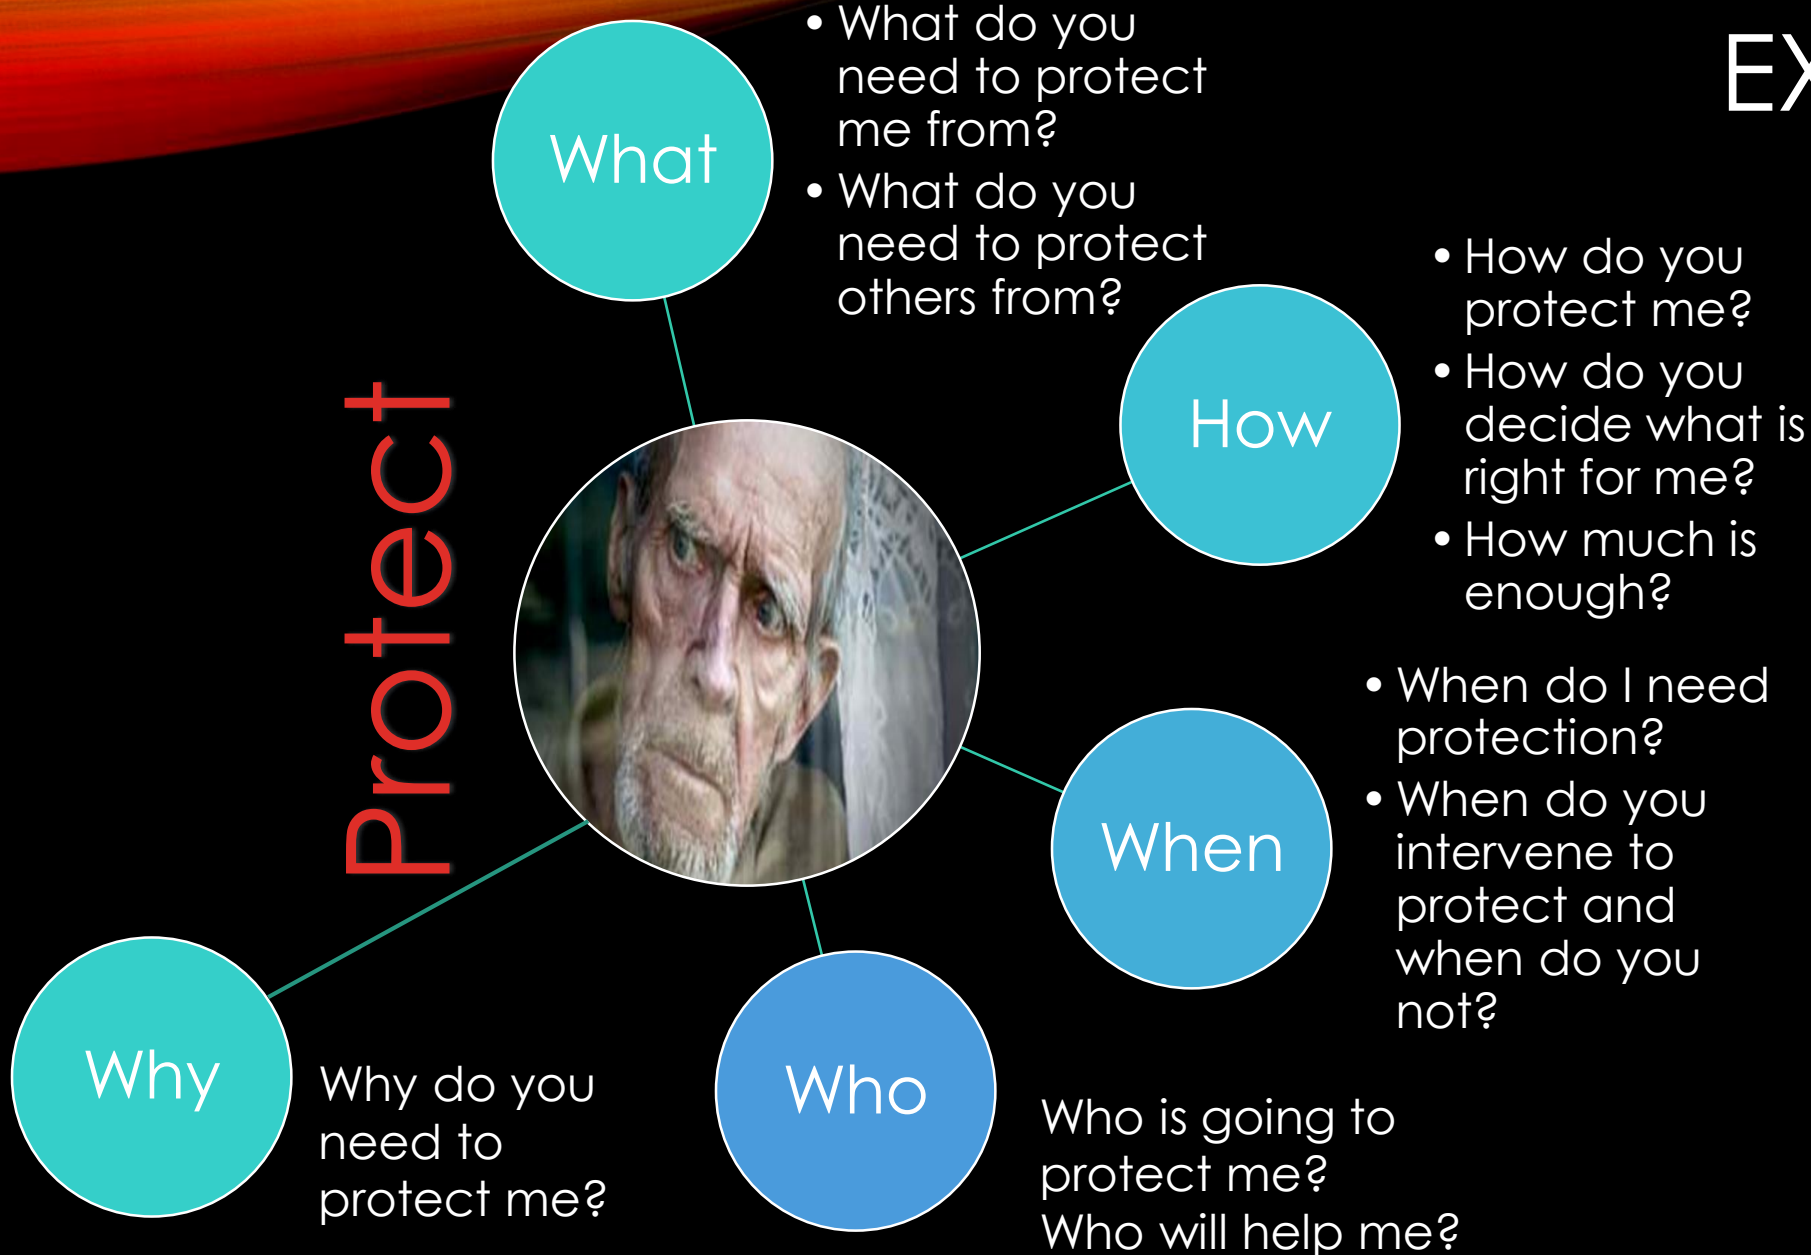 EX
What
• What do you
need to protect
me from?
• What do you
need to protect
others from?
How
• How do you
protect me?
• How do you
decide what is
right for me?
• How much is
enough?
Protect
When
• When do I need
protection?
• When do you
intervene to
protect and
when do you
not?
Who
Who is going to
protect me?
Who will help me?
Why
Why do you
need to
protect me?